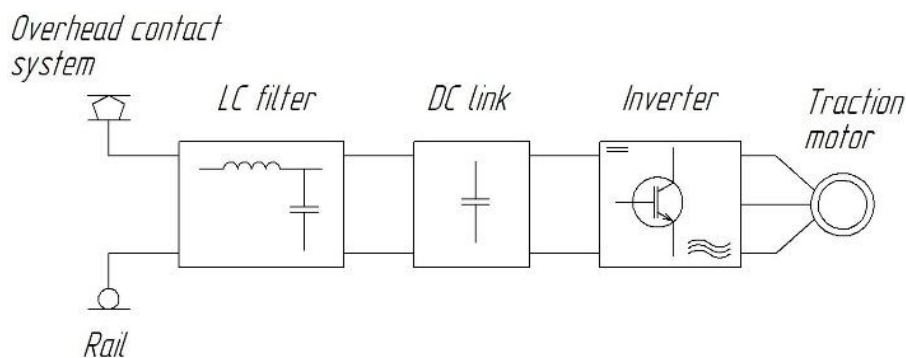 Overhead contact
system
LC filter
DC link
Inverter
Traction
motor
Rail